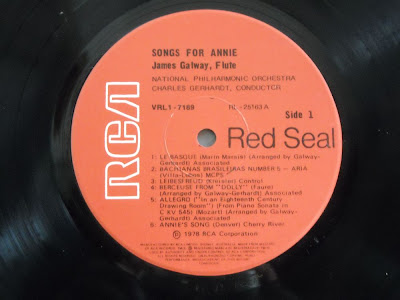 SONGS FOR ANNIE
James Galway, Flute
NATIONAL PHILHARMONIC ORCHESTRA
CHARLES GERHARDT, CONDUCTOR
VRL1-7189
RL-25163 A
Side 1
RCA
Red Seal
1. LE BASQUE (Marin Marais) (Arranged by Galway-
Gerhardt) Associated
2. BACHIANAS BRASILEIRAS NUMBER 5 - ARIA
(Villa-Lobos) MCPS
3. LIEBESFREUD (Kreisler)
4. BERCEUSE FROM "DOLLY" (Faure)
(Arranged by Galway-Gerhardt) Associated
5. ALLEGRO ("In an Eighteenth Century
Drawing Room") (From Piano Sonata in
C KV 545) (Mozart) (Arranged by Galway-
Gerhardt) Associated
6. ANNIE'S SONG (Denver) Cherry River
℗ 1978 RCA Corporation